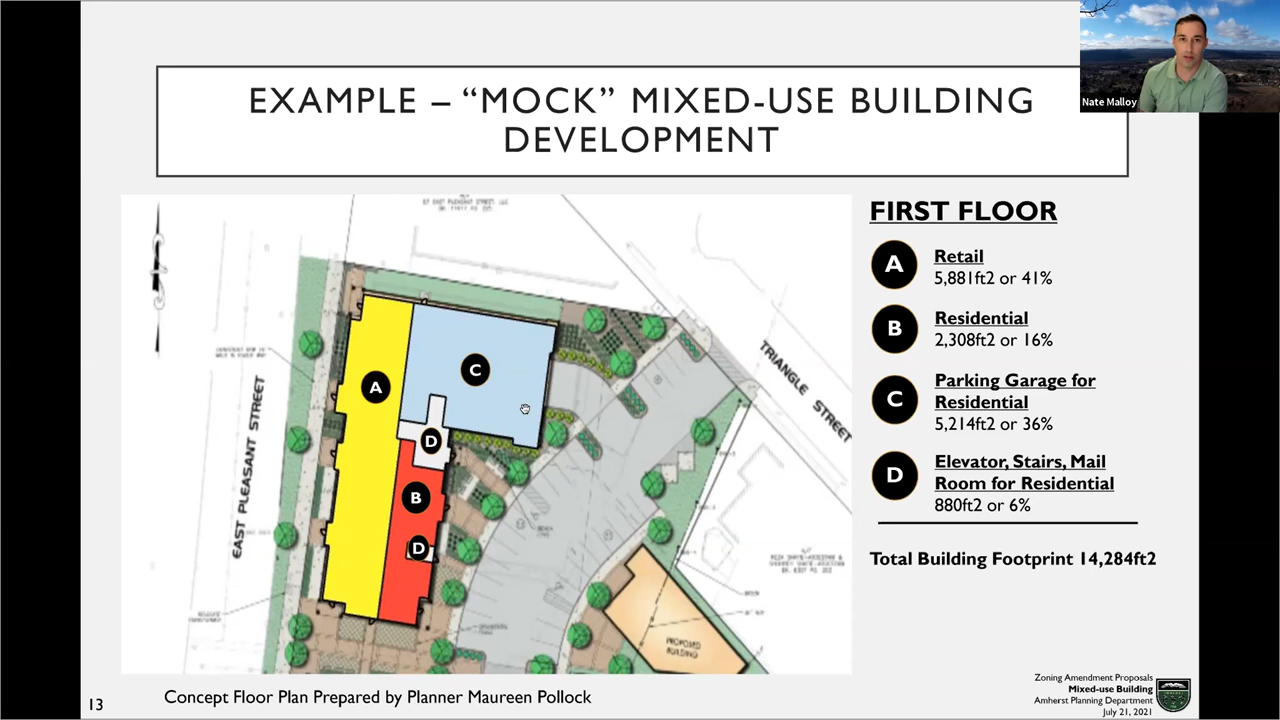 Nate Malloy
EXAMPLE – “MOCK” MIXED-USE BUILDING
DEVELOPMENT
FIRST FLOOR
A
Retail
5,881ft2 or 41%
B
Residential
2,308ft2 or 16%
C
Parking Garage for
Residential
5,214ft2 or 36%
D
Elevator, Stairs, Mail
Room for Residential
880ft2 or 6%
Total Building Footprint 14,284ft2
EAST PLEASANT STREET
TRIANGLE STREET
A
C
D
B
D
PROPOSED
BUILDING
13
Concept Floor Plan Prepared by Planner Maureen Pollock
Zoning Amendment Proposals
Mixed-use Building
Amherst Planning Department
July 21, 2021